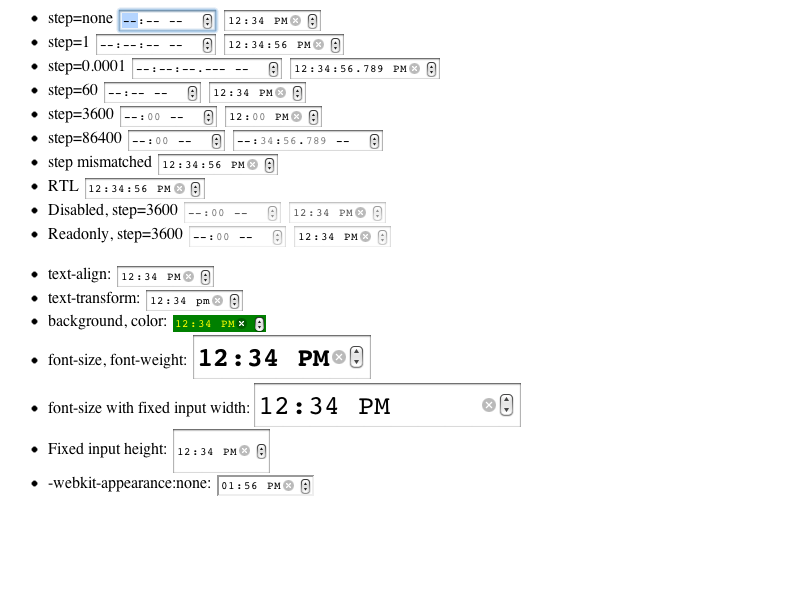 step=none --:-- -- 12:34 PM
step=1 --:--:-- -- 12:34:56 PM
step=0.0001 --:--:--.--- -- 12:34:56.789 PM
step=60 --:-- -- 12:34 PM
step=3600 --:00 -- 12:00 PM
step=86400 --:00 -- --:34:56.789 --
step mismatched 12:34:56 PM
RTL 12:34:56 PM
Disabled, step=3600 --:00 -- 12:34 PM
Readonly, step=3600 --:00 -- 12:34 PM
text-align: 12:34 PM
text-transform: 12:34 pm
background, color: 12:34 PM
font-size, font-weight: 12:34 PM
font-size with fixed input width: 12:34 PM
Fixed input height: 12:34 PM
-webkit-appearance:none: 01:56 PM